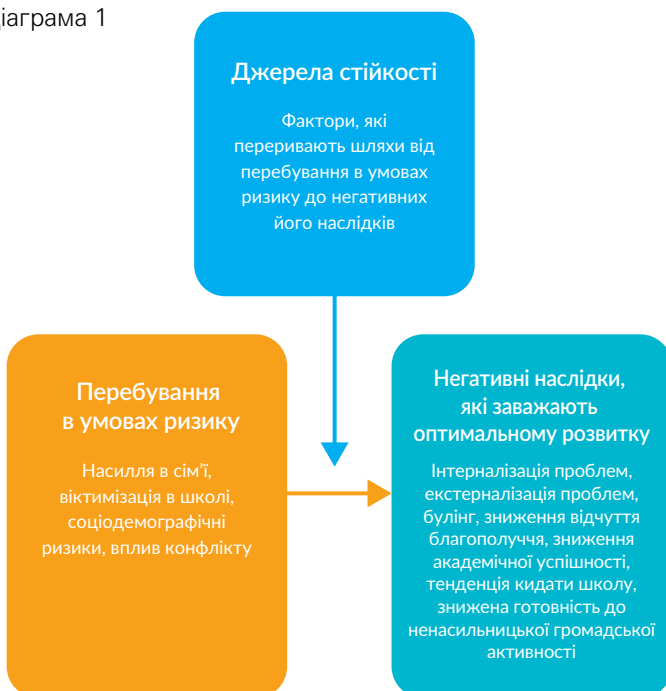 діаграма 1
Джерела стійкості
Фактори, які
переривають шляхи від
перебування в умовах
ризику до негативних
його наслідків
Перебування
в умовах ризику
Насилля в сім’ї,
віктимізація в школі,
соціодемографічні
ризики, вплив конфлікту
Негативні наслідки,
які заважають
оптимальному розвитку
Інтерналізація проблем,
екстерналізація проблем,
булінг, зниження відчуття
благополуччя, зниження
академічної успішності,
тенденція кидати школу,
знижена готовність до
ненасильницької громадської
активності